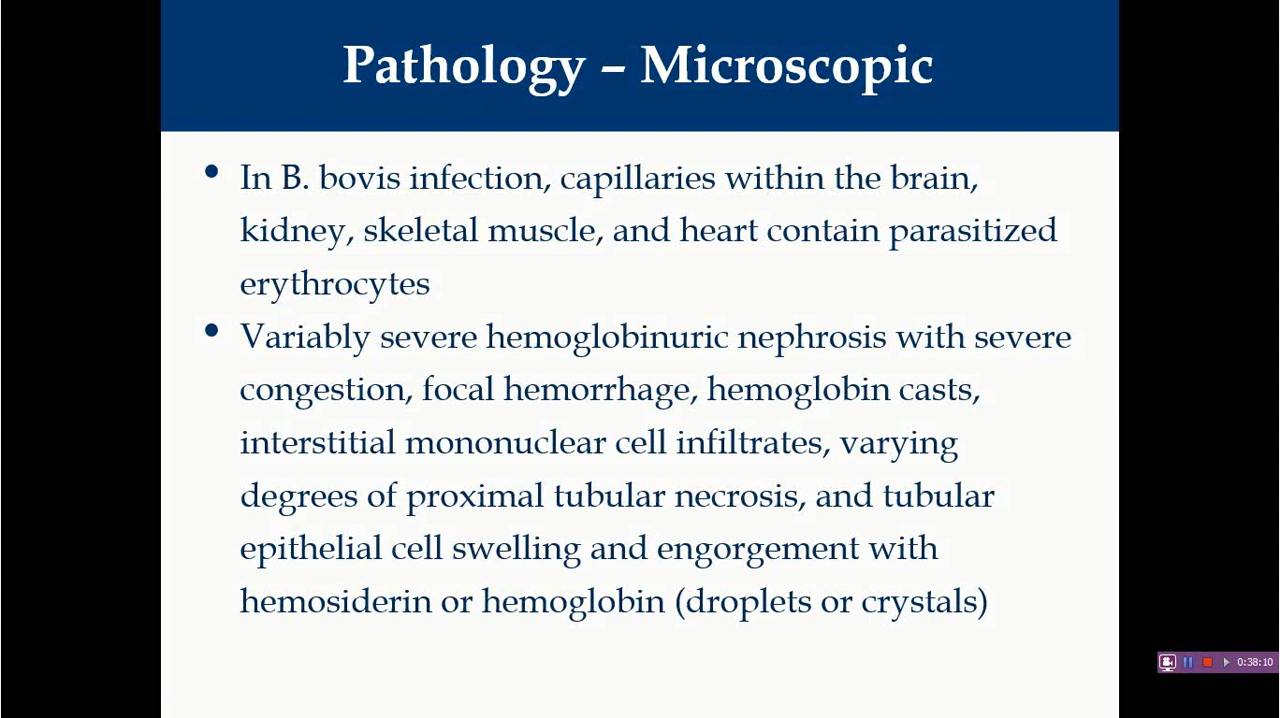 Pathology – Microscopic
• In B. bovis infection, capillaries within the brain,
kidney, skeletal muscle, and heart contain parasitized
erythrocytes
• Variably severe hemoglobinuric nephrosis with severe
congestion, focal hemorrhage, hemoglobin casts,
interstitial mononuclear cell infiltrates, varying
degrees of proximal tubular necrosis, and tubular
epithelial cell swelling and engorgement with
hemosiderin or hemoglobin (droplets or crystals)
0:38:10